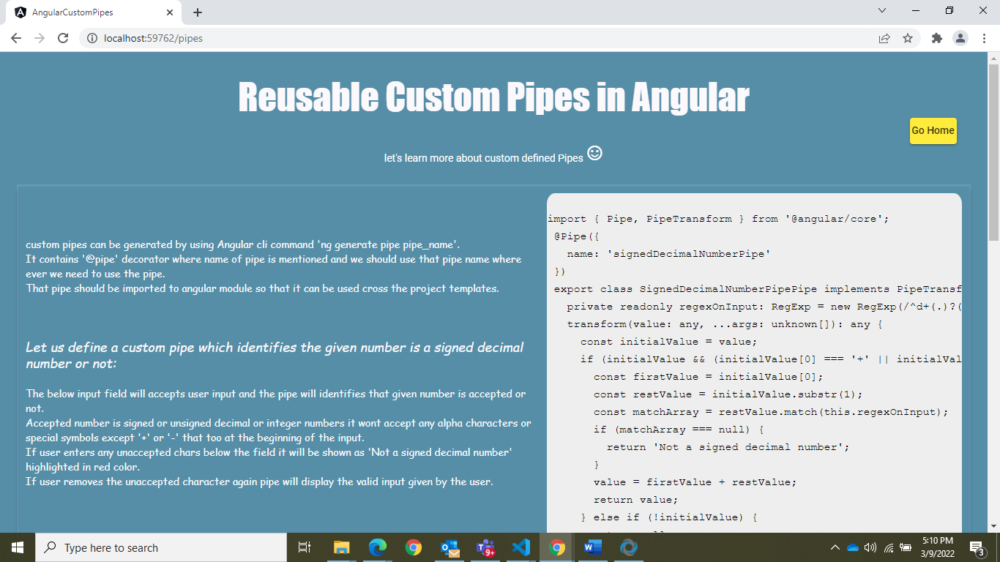 AngularCustomPipes
localhost:59762/pipes
Reusable Custom Pipes in Angular
Go Home
let's learn more about custom defined Pipes
custom pipes can be generated by using Angular cli command 'ng generate pipe pipe_name'.
It contains '@pipe' decorator where name of pipe is mentioned and we should use that pipe name where
ever we need to use the pipe.
That pipe should be imported to angular module so that it can be used cross the project templates.
Let us define a custom pipe which identifies the given number is a signed decimal
number or not:
The below input field will accepts user input and the pipe will identifies that given number is accepted or
not.
Accepted number is signed or unsigned decimal or integer numbers it wont accept any alpha characters or
special symbols except '+' or '-' that too at the beginning of the input.
If user enters any unaccepted chars below the field it will be shown as 'Not a signed decimal number'
highlighted in red color.
If user removes the unaccepted character again pipe will display the valid input given by the user.
import { Pipe, PipeTransform } from '@angular/core';
@Pipe({
name: 'signedDecimalNumberPipe'
})
export class SignedDecimalNumberPipePipe implements PipeTransf
private readonly regexOnInput: RegExp = new RegExp(/^d+(.)?(
transform(value: any, ...args: unknown[]): any {
const initialValue = value;
if (initialValue && (initialValue[0] === '+' || initialVal
const firstValue = initialValue[0];
const restValue = initialValue.substr(1);
const matchArray = restValue.match(this.regexOnInput);
if (matchArray === null) {
return 'Not a signed decimal number';
}
value = firstValue + restValue;
return value;
} else if (!initialValue) {
Type here to search
9+
5:10 PM
3/9/2022
3